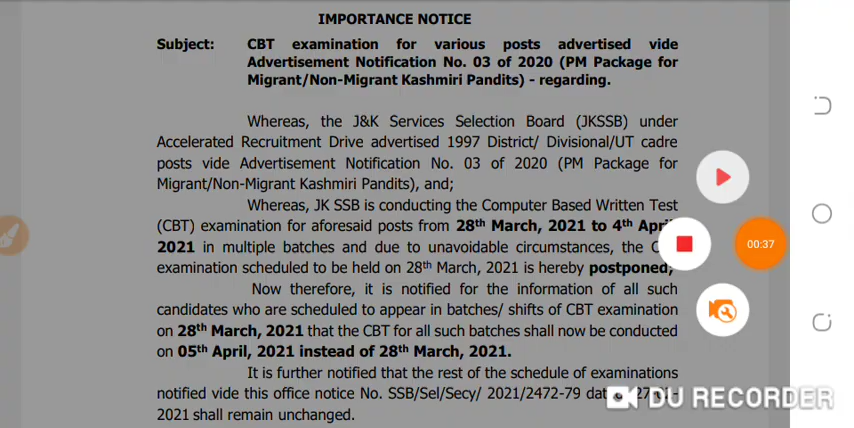 IMPORTANCE NOTICE
Subject: CBT examination for various posts advertised vide
Advertisement Notification No. 03 of 2020 (PM Package for
Migrant/Non-Migrant Kashmiri Pandits) - regarding.
Whereas, the J&K Services Selection Board (JKSSB) under
Accelerated Recruitment Drive advertised 1997 District/ Divisional/UT cadre
posts vide Advertisement Notification No. 03 of 2020 (PM Package for
Migrant/Non-Migrant Kashmiri Pandits), and;
Whereas, JK SSB is conducting the Computer Based Written Test
(CBT) examination for aforesaid posts from 28th March, 2021 to 4th April
2021 in multiple batches and due to unavoidable circumstances, the
examination scheduled to be held on 28th March, 2021 is hereby postponed;
Now therefore, it is notified for the information of all such
candidates who are scheduled to appear in batches/ shifts of CBT examination
on 28th March, 2021 that the CBT for all such batches shall now be conducted
on 05th April, 2021 instead of 28th March, 2021.
It is further notified that the rest of the schedule of examinations
notified vide this office notice No. SSB/Sel/Secy/ 2021/2472-79
2021 shall remain unchanged.
00:37
DU RECORDER